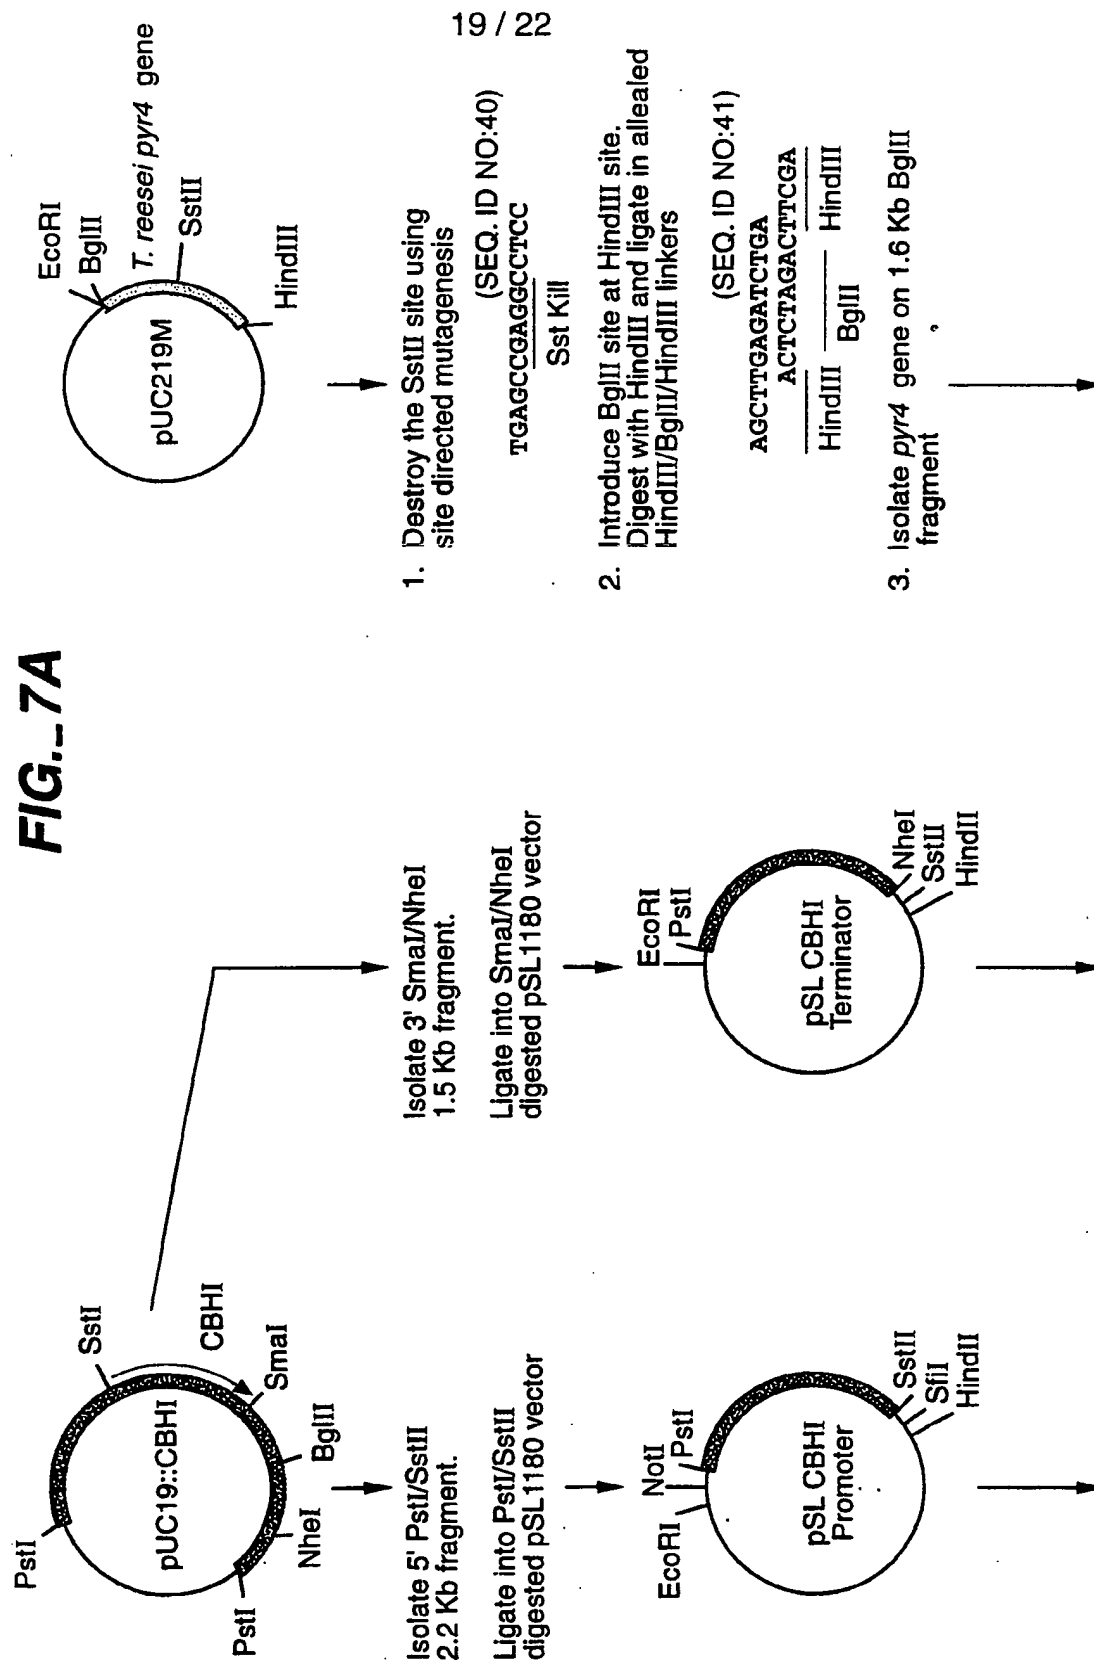 19 / 22
FIG._7A
PstI
SstI
CBHI
SmaI
BglII
NheI
PstI
pUC19::CBHI
Isolate 5' PstI/SstII
2.2 Kb fragment.
Ligate into PstI/SstII
digested pSL1180 vector
EcoRI
NotI
PstI
pSL CBHI
Promoter
SstII
SfiI
HindII
Isolate 3' SmaI/NheI
1.5 Kb fragment.
Ligate into SmaI/NheI
digested pSL1180 vector
EcoRI
PstI
pSL CBHI
Terminator
NheI
SstII
HindII
EcoRI
BglII
T. reesei pyr4 gene
SstII
HindIII
pUC219M
1. Destroy the SstII site using
site directed mutagenesis
(SEQ. ID NO:40)
TGAGCCGAGGCCTCC
Sst Kill
2. Introduce BglII site at HindIII site.
Digest with HindIII and ligate in allealed
HindIII/BglII/HindIII linkers
(SEQ. ID NO:41)
AGCTTGAGATCTGA
ACTCTAGACTTCGA
HindIII BglII HindIII
3. Isolate pyr4 gene on 1.6 Kb BglII
fragment